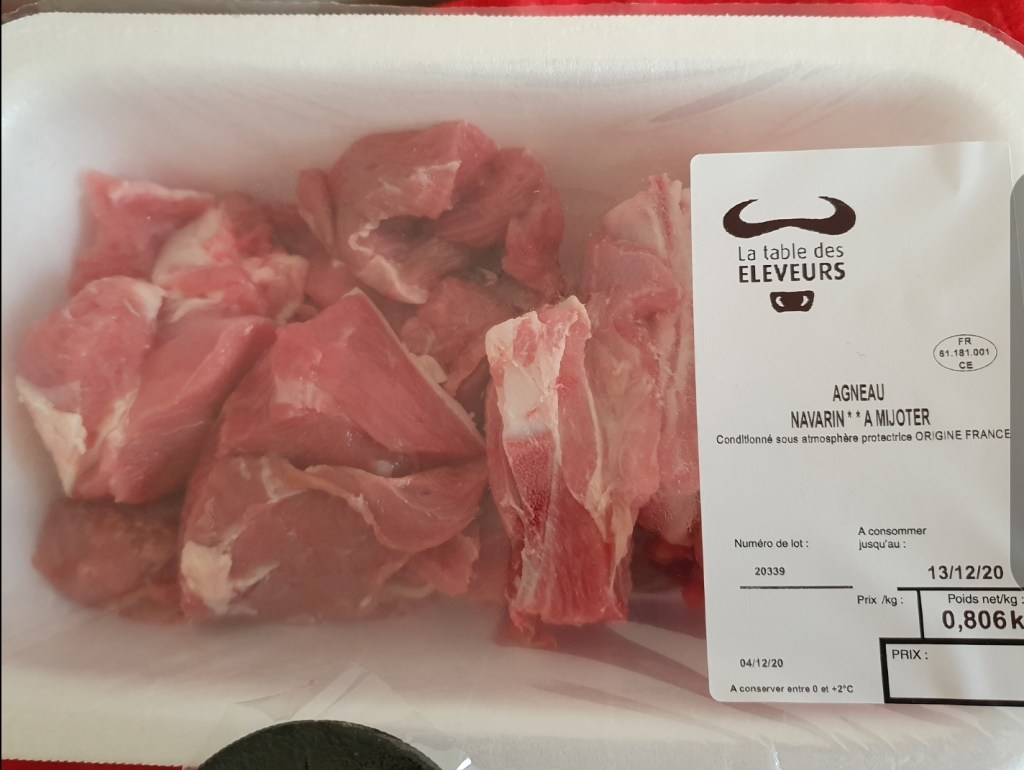 La table des
ELEVEURS
FR
61.181.001
CE
AGNEAU
NAVARIN** A MIJOTER
Conditionné sous atmosphère protectrice ORIGINE FRANCE
A consommer
jusqu'au :
Numéro de lot :
20339
13/12/20
Prix /kg :
Poids net/kg :
0,806k
PRIX :
04/12/20
A conserver entre 0 et +2°C